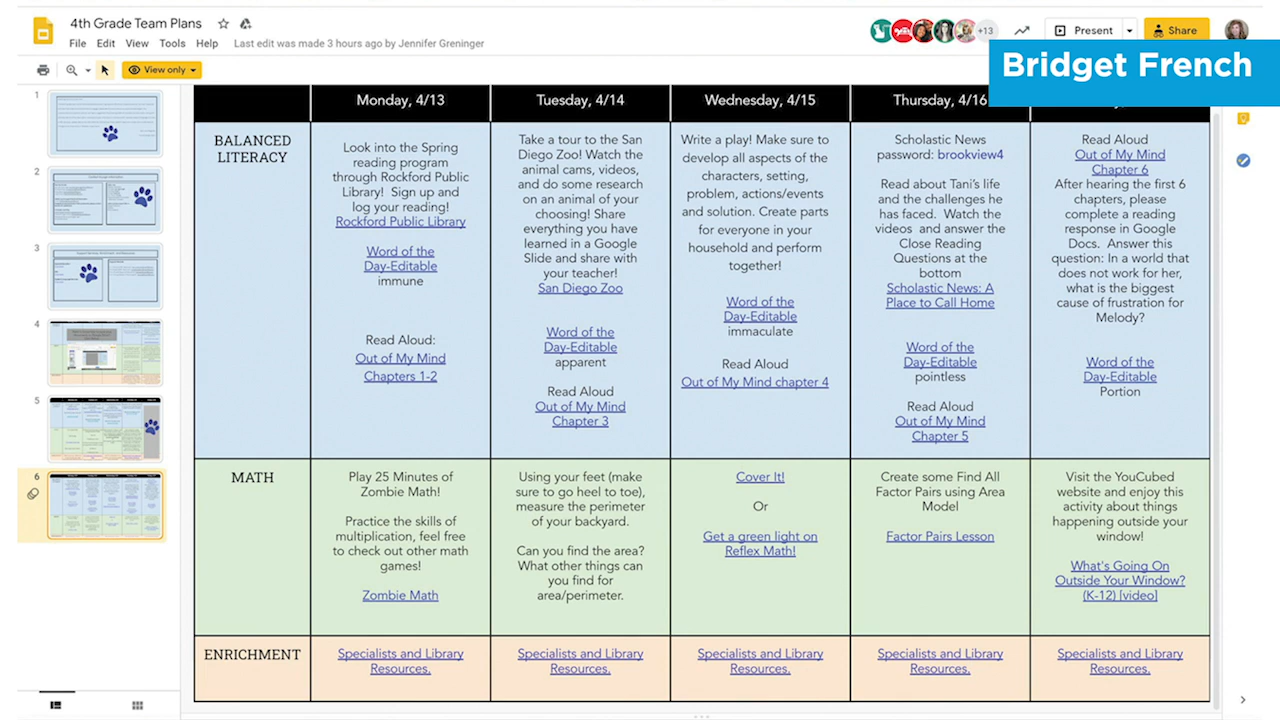 4th Grade Team Plans
File Edit View Tools Help Last edit was made 3 hours ago by Jennifer Greninger
+13
Present
Share
Bridget French
View only
1
2
3
4
5
6
Monday, 4/13 Tuesday, 4/14 Wednesday, 4/15 Thursday, 4/16
BALANCED
LITERACY
Look into the Spring
reading program
through Rockford Public
Library! Sign up and
log your reading!
Rockford Public Library
Word of the
Day-Editable
immune
Read Aloud:
Out of My Mind
Chapters 1-2
Take a tour to the San
Diego Zoo! Watch the
animal cams, videos,
and do some research
on an animal of your
choosing! Share
everything you have
learned in a Google
Slide and share with
your teacher!
San Diego Zoo
Word of the
Day-Editable
apparent
Read Aloud
Out of My Mind
Chapter 3
Write a play! Make sure to
develop all aspects of the
characters, setting,
problem, actions/events
and solution. Create parts
for everyone in your
household and perform
together!
Word of the
Day-Editable
immaculate
Read Aloud
Out of My Mind chapter 4
Scholastic News
password: brookview4
Read about Tani's life
and the challenges he
has faced. Watch the
videos and answer the
Close Reading
Questions at the
bottom
Scholastic News: A
Place to Call Home
Word of the
Day-Editable
pointless
Read Aloud
Out of My Mind
Chapter 5
Read Aloud
Out of My Mind
Chapter 6
After hearing the first 6
chapters, please
complete a reading
response in Google
Docs. Answer this
question: In a world that
does not work for her,
what is the biggest
cause of frustration for
Melody?
Word of the
Day-Editable
Portion
MATH
Play 25 Minutes of
Zombie Math!
Practice the skills of
multiplication, feel free
to check out other math
games!
Zombie Math
Using your feet (make
sure to go heel to toe),
measure the perimeter
of your backyard.
Can you find the area?
What other things can
you find for
area/perimeter.
Cover It!
Or
Get a green light on
Reflex Math!
Create some Find All
Factor Pairs using Area
Model
Factor Pairs Lesson
Visit the YouCubed
website and enjoy this
activity about things
happening outside your
window!
What's Going On
Outside Your Window?
(K-12) [video]
ENRICHMENT
Specialists and Library
Resources.
Specialists and Library
Resources.
Specialists and Library
Resources.
Specialists and Library
Resources.
Specialists and Library
Resources.